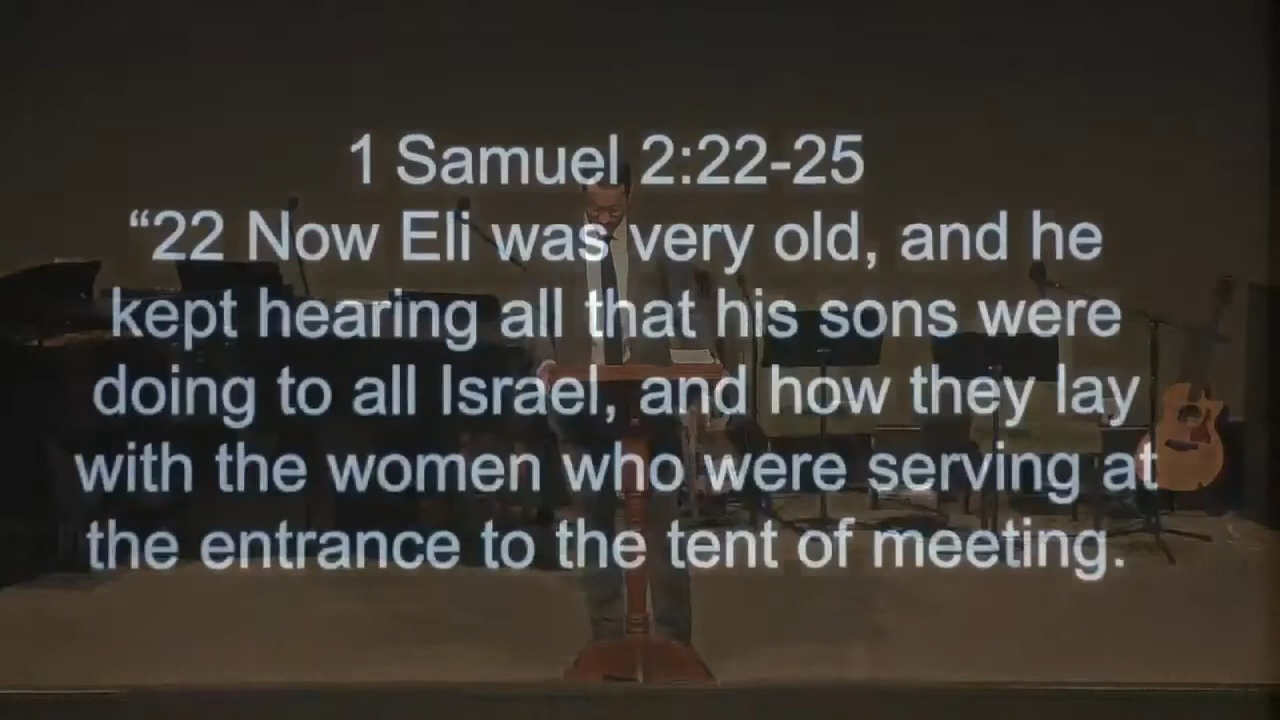 1 Samuel 2:22-25
“22 Now Eli was very old, and he
kept hearing all that his sons were
doing to all Israel, and how they lay
with the women who were serving at
the entrance to the tent of meeting.